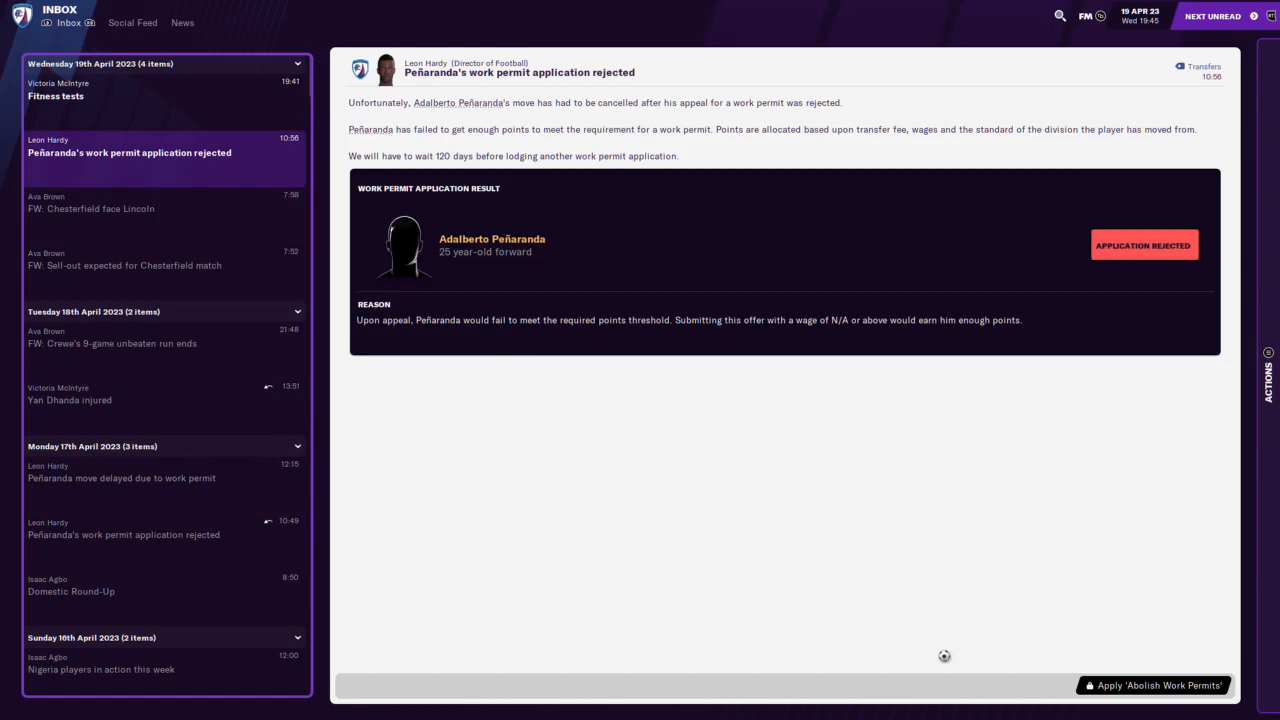 INBOX
Inbox
Social Feed
News
FM
19 APR 23
Wed 19:45
NEXT UNREAD
Wednesday 19th April 2023 (4 items)
Victoria McIntyre
19:41
Fitness tests
Leon Hardy
10:56
Peñaranda's work permit application rejected
Ava Brown
7:58
FW: Chesterfield face Lincoln
Ava Brown
7:52
FW: Sell-out expected for Chesterfield match
Tuesday 18th April 2023 (2 items)
Ava Brown
21:48
FW: Crewe's 9-game unbeaten run ends
Victoria McIntyre
13:51
Yan Dhanda injured
Monday 17th April 2023 (3 items)
Leon Hardy
12:15
Peñaranda move delayed due to work permit
Leon Hardy
10:49
Peñaranda's work permit application rejected
Isaac Agbo
8:50
Domestic Round-Up
Sunday 16th April 2023 (2 items)
Isaac Agbo
12:00
Nigeria players in action this week
Leon Hardy (Director of Football)
Peñaranda's work permit application rejected
Transfers
10:56
Unfortunately, Adalberto Peñaranda's move has had to be cancelled after his appeal for a work permit was rejected.
Peñaranda has failed to get enough points to meet the requirement for a work permit. Points are allocated based upon transfer fee, wages and the standard of the division the player has moved from.
We will have to wait 120 days before lodging another work permit application.
WORK PERMIT APPLICATION RESULT
Adalberto Peñaranda
25 year-old forward
APPLICATION REJECTED
REASON
Upon appeal, Peñaranda would fail to meet the required points threshold. Submitting this offer with a wage of N/A or above would earn him enough points.
Apply 'Abolish Work Permits'
ACTIONS